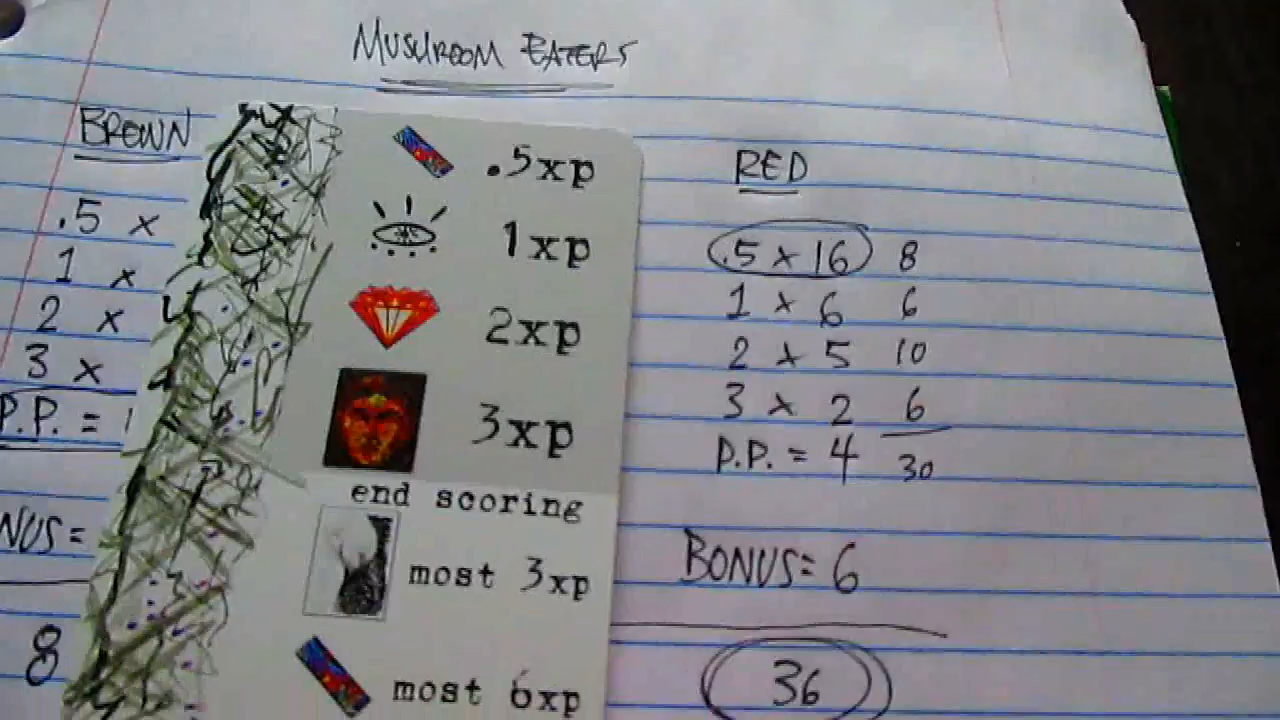 MUSHROOM EATERS
BROWN
.5 x
1 x
2 x
3 x
P.P. = 1
NUS=
8
.5xp
1xp
2xp
3xp
end scoring
most 3xp
most 6xp
RED
.5 x 16 8
1 x 6 6
2 x 5 10
3 x 2 6
P.P. = 4 30
BONUS= 6
36